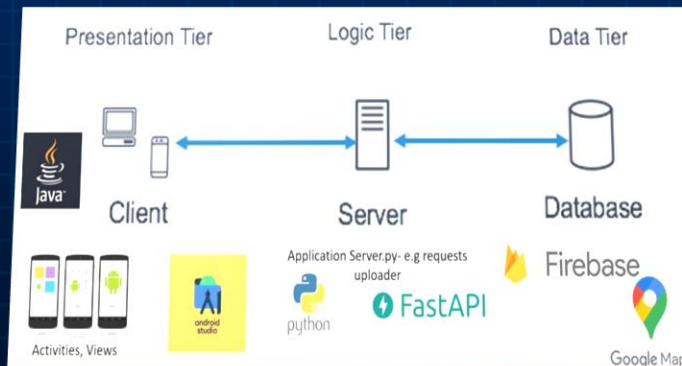 Presentation Tier
Logic Tier
Data Tier
Java
Client
Server
Database
Application Server.py- e.g requests
uploader
python
FastAPI
Firebase
android
studio
Activities, Views
Google Map